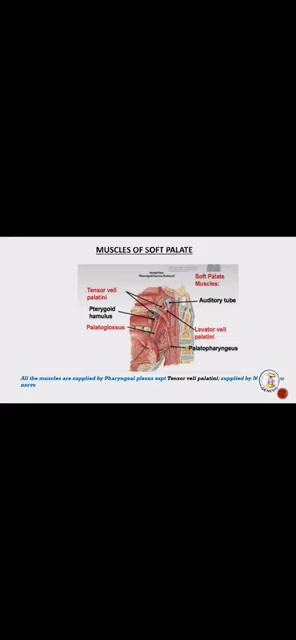 MUSCLES OF SOFT PALATE
Soft Palate
Muscles:
Tensor veli
palatini
Auditory tube
Pterygoid
hamulus
Palatoglossus
Levator veli
palatini
Palatopharyngeus
All the muscles are supplied by Pharyngeal plexus expt Tensor veli palatini; supplied by
nerve